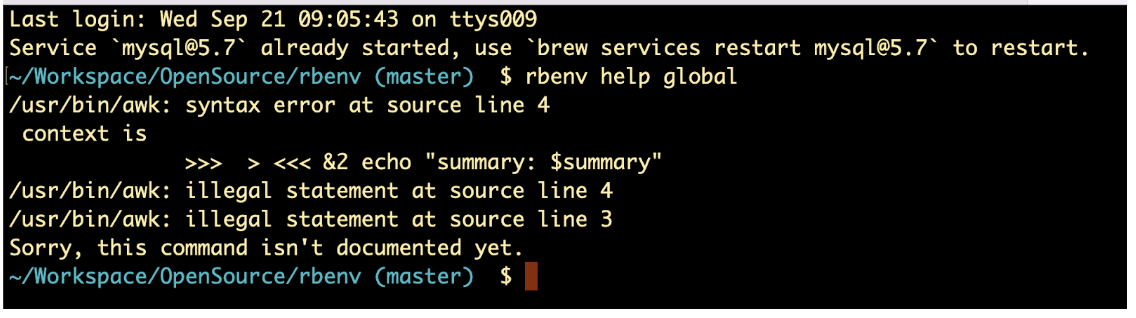 Last login: Wed Sep 21 09:05:43 on ttys009
Service `mysql@5.7` already started, use `brew services restart mysql@5.7` to restart.
~/Workspace/OpenSource/rbenv (master)  $ rbenv help global
/usr/bin/awk: syntax error at source line 4
 context is
              >>>  > <<< &2 echo "summary: $summary"
/usr/bin/awk: illegal statement at source line 4
/usr/bin/awk: illegal statement at source line 3
Sorry, this command isn't documented yet.
~/Workspace/OpenSource/rbenv (master)  $